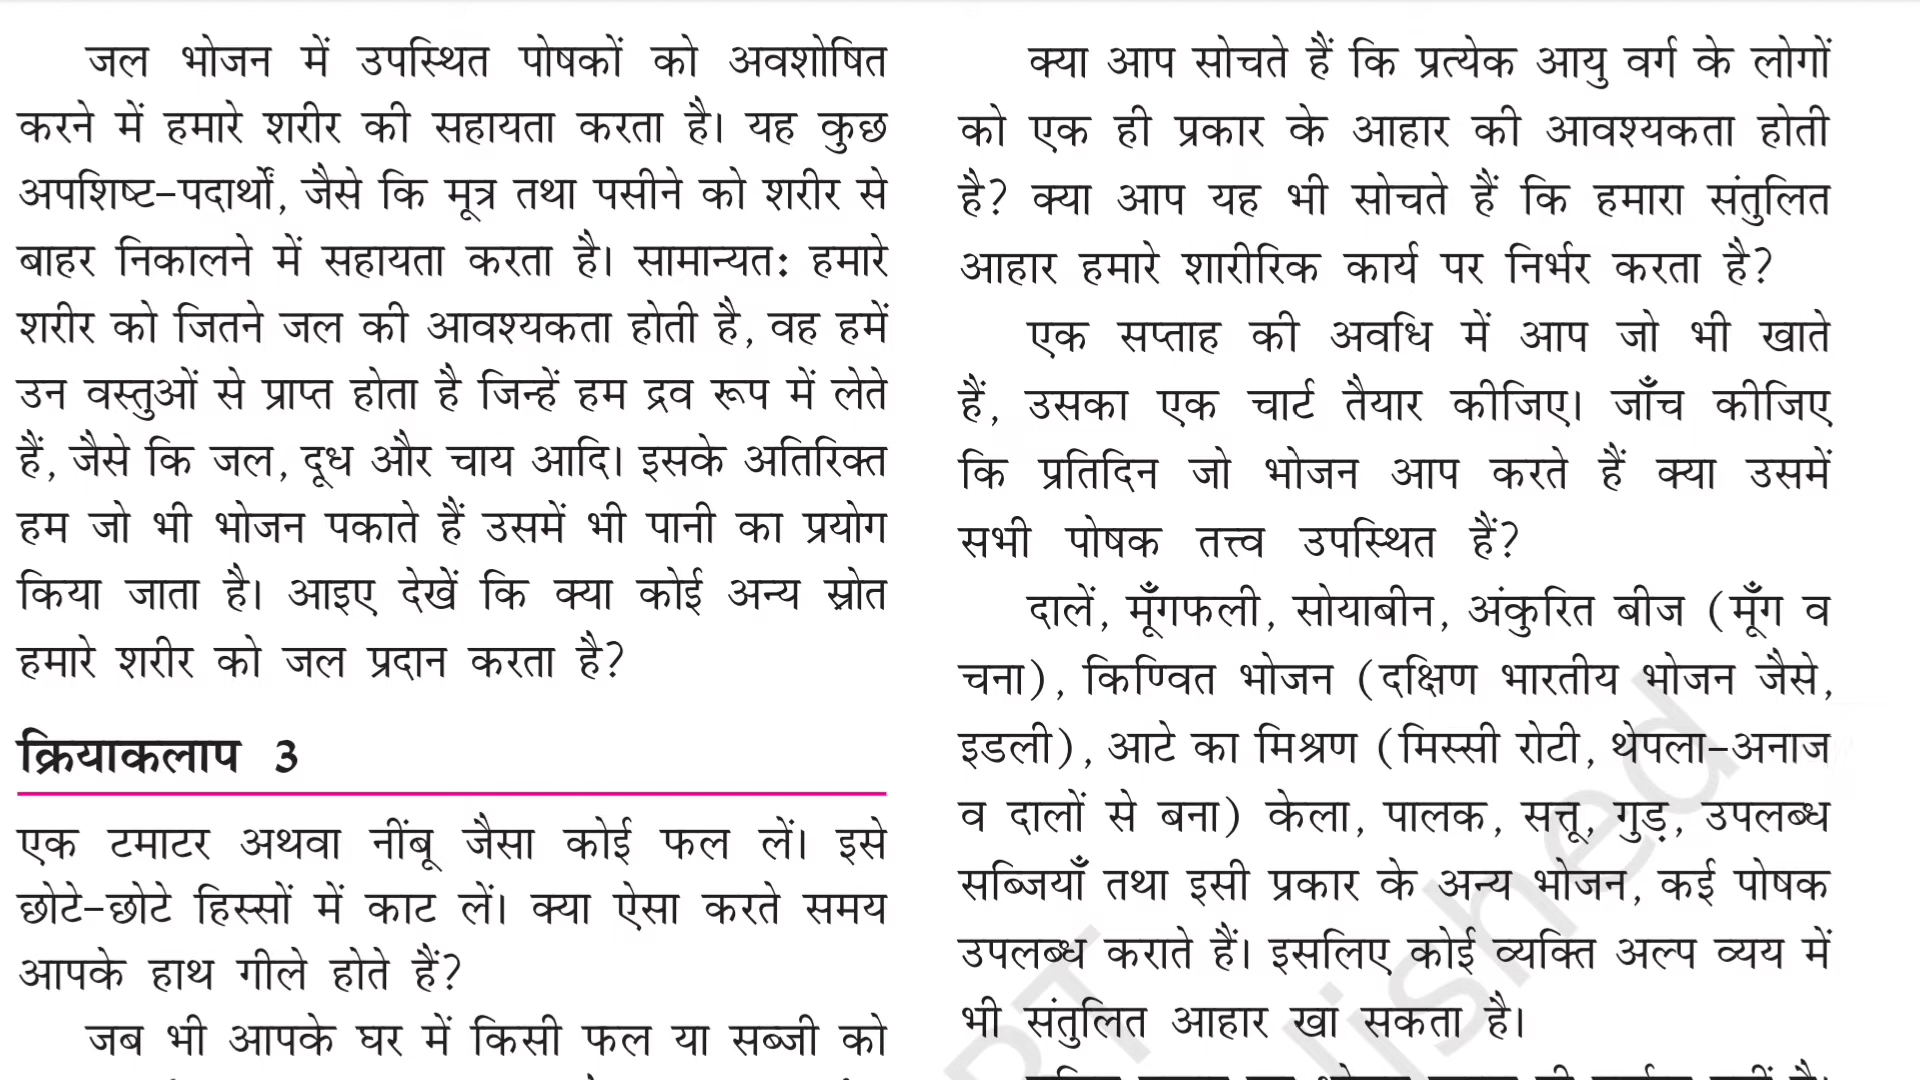 जल भोजन में उपस्थित पोषकों को अवशोषित
करने में हमारे शरीर की सहायता करता है। यह कुछ
अपशिष्ट-पदार्थों, जैसे कि मूत्र तथा पसीने को शरीर से
बाहर निकालने में सहायता करता है। सामान्यत: हमारे
शरीर को जितने जल की आवश्यकता होती है, वह हमें
उन वस्तुओं से प्राप्त होता है जिन्हें हम द्रव रूप में लेते
हैं, जैसे कि जल, दूध और चाय आदि। इसके अतिरिक्त
हम जो भी भोजन पकाते हैं उसमें भी पानी का प्रयोग
किया जाता है। आइए देखें कि क्या कोई अन्य स्रोत
हमारे शरीर को जल प्रदान करता है?
क्रियाकलाप 3
एक टमाटर अथवा नींबू जैसा कोई फल लें। इसे
छोटे-छोटे हिस्सों में काट लें। क्या ऐसा करते समय
आपके हाथ गीले होते हैं?
जब भी आपके घर में किसी फल या सब्जी को
क्या आप सोचते हैं कि प्रत्येक आयु वर्ग के लोगों
को एक ही प्रकार के आहार की आवश्यकता होती
है? क्या आप यह भी सोचते हैं कि हमारा संतुलित
आहार हमारे शारीरिक कार्य पर निर्भर करता है?
एक सप्ताह की अवधि में आप जो भी खाते
हैं, उसका एक चार्ट तैयार कीजिए। जाँच कीजिए
कि प्रतिदिन जो भोजन आप करते हैं क्या उसमें
सभी पोषक तत्त्व उपस्थित हैं?
दालें, मूँगफली, सोयाबीन, अंकुरित बीज (मूँग व
चना), किण्वित भोजन (दक्षिण भारतीय भोजन जैसे,
इडली), आटे का मिश्रण (मिस्सी रोटी, थेपला-अनाज
व दालों से बना) केला, पालक, सत्तू, गुड़, उपलब्ध
सब्जियाँ तथा इसी प्रकार के अन्य भोजन, कई पोषक
उपलब्ध कराते हैं। इसलिए कोई व्यक्ति अल्प व्यय में
भी संतुलित आहार खा सकता है।